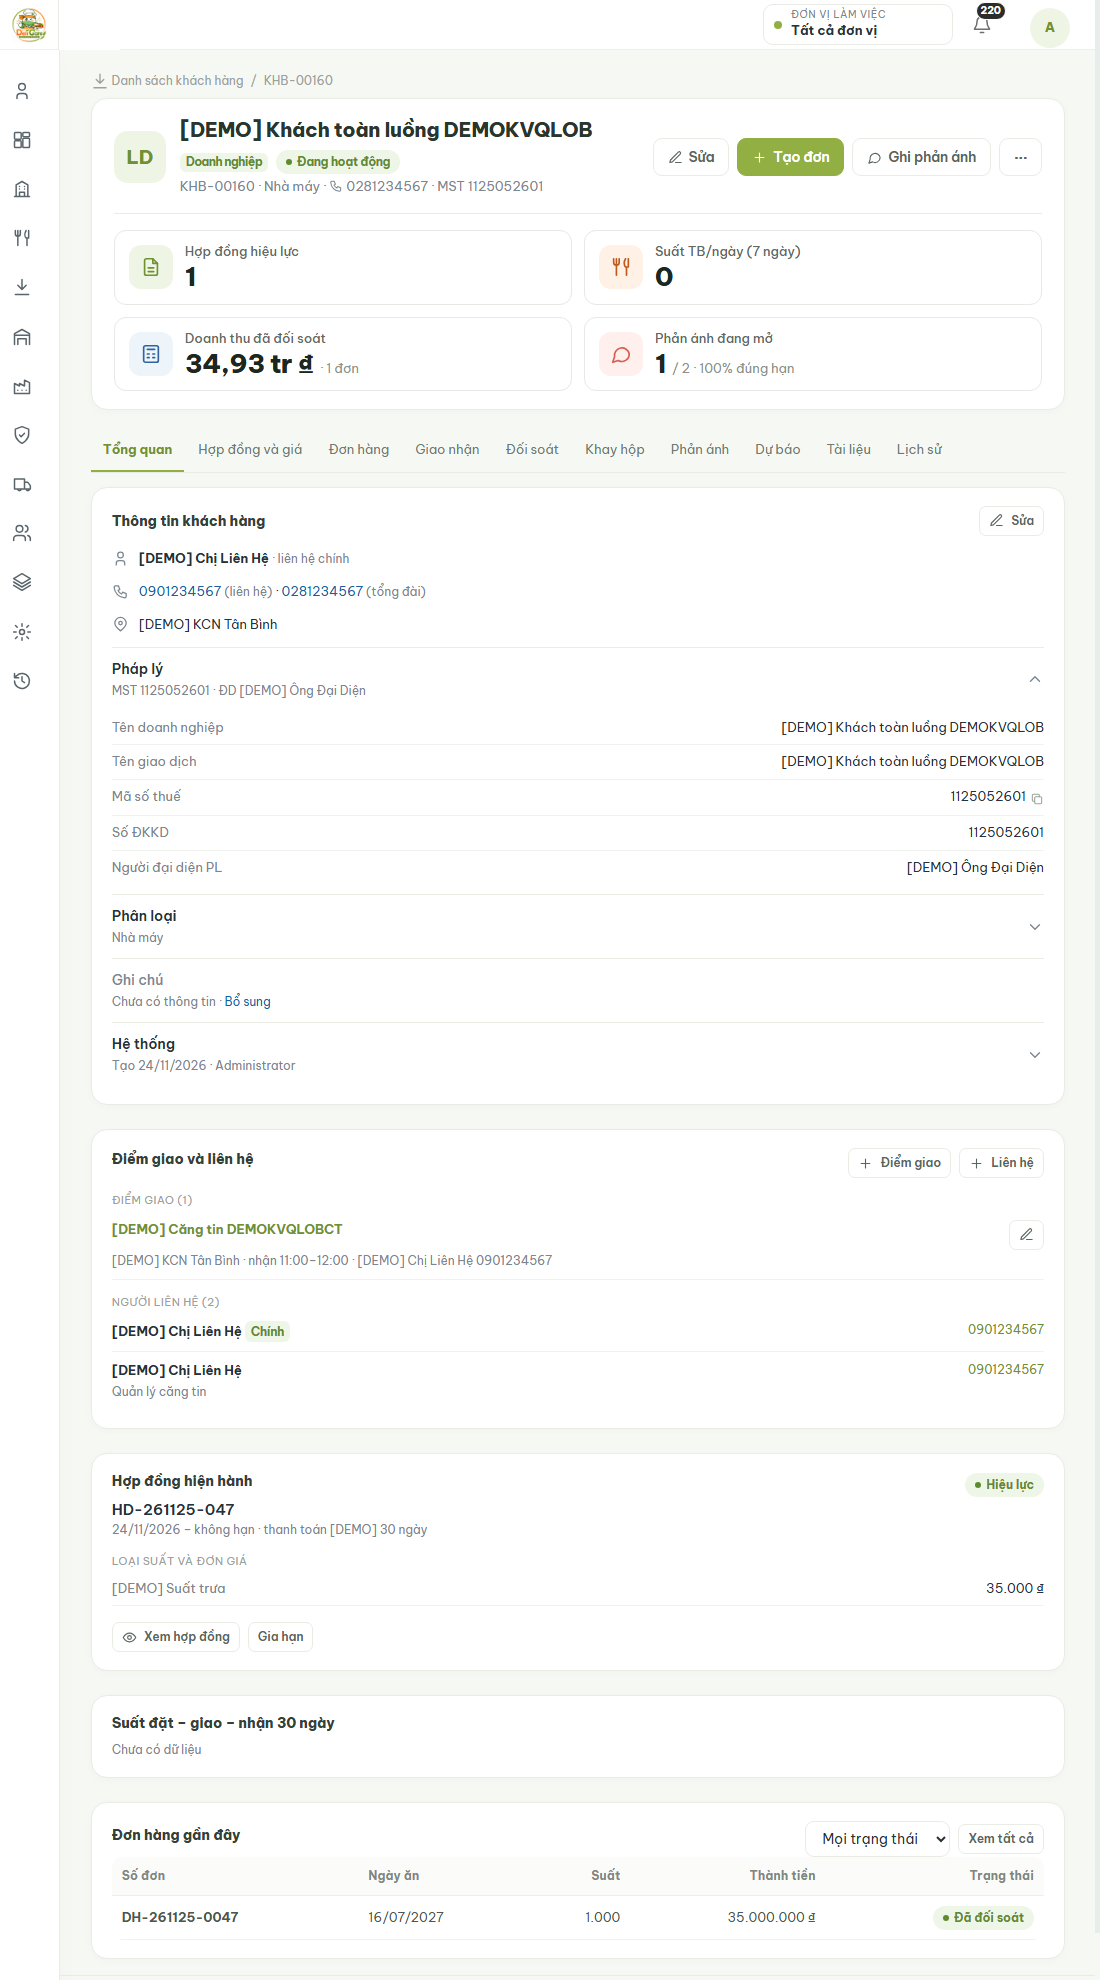 ĐƠN VỊ LÀM VIỆC
Tất cả đơn vị
220
A
Danh sách khách hàng / KHB-00160
LD
[DEMO] Khách toàn luồng DEMOKVQLOB
Doanh nghiệp
Đang hoạt động
KHB-00160 · Nhà máy · 0281234567 · MST 1125052601
Sửa
Tạo đơn
Ghi phản ánh
...
Hợp đồng hiệu lực
1
Suất TB/ngày (7 ngày)
0
Doanh thu đã đối soát
34,93 tr đ · 1 đơn
Phản ánh đang mở
1 / 2 · 100% đúng hạn
Tổng quan
Hợp đồng và giá
Đơn hàng
Giao nhận
Đối soát
Khay hộp
Phản ánh
Dự báo
Tài liệu
Lịch sử
Thông tin khách hàng
Sửa
[DEMO] Chị Liên Hệ · liên hệ chính
0901234567 (liên hệ) · 0281234567 (tổng đài)
[DEMO] KCN Tân Bình
Pháp lý
MST 1125052601 · ĐD [DEMO] Ông Đại Diện
Tên doanh nghiệp [DEMO] Khách toàn luồng DEMOKVQLOB
Tên giao dịch [DEMO] Khách toàn luồng DEMOKVQLOB
Mã số thuế 1125052601
Số ĐKKD 1125052601
Người đại diện PL [DEMO] Ông Đại Diện
Phân loại
Nhà máy
Ghi chú
Chưa có thông tin · Bổ sung
Hệ thống
Tạo 24/11/2026 · Administrator
Điểm giao và liên hệ
Điểm giao
Liên hệ
ĐIỂM GIAO (1)
[DEMO] Căng tin DEMOKVQLOBCT
[DEMO] KCN Tân Bình · nhận 11:00–12:00 · [DEMO] Chị Liên Hệ 0901234567
NGƯỜI LIÊN HỆ (2)
[DEMO] Chị Liên Hệ Chính 0901234567
[DEMO] Chị Liên Hệ 0901234567
Quản lý căng tin
Hợp đồng hiện hành
Hiệu lực
HD-261125-047
24/11/2026 – không hạn · thanh toán [DEMO] 30 ngày
LOẠI SUẤT VÀ ĐƠN GIÁ
[DEMO] Suất trưa 35.000 đ
Xem hợp đồng
Gia hạn
Suất đặt – giao – nhận 30 ngày
Chưa có dữ liệu
Đơn hàng gần đây
Mọi trạng thái
Xem tất cả
Số đơn Ngày ăn Suất Thành tiền Trạng thái
DH-261125-0047 16/07/2027 1.000 35.000.000 đ Đã đối soát